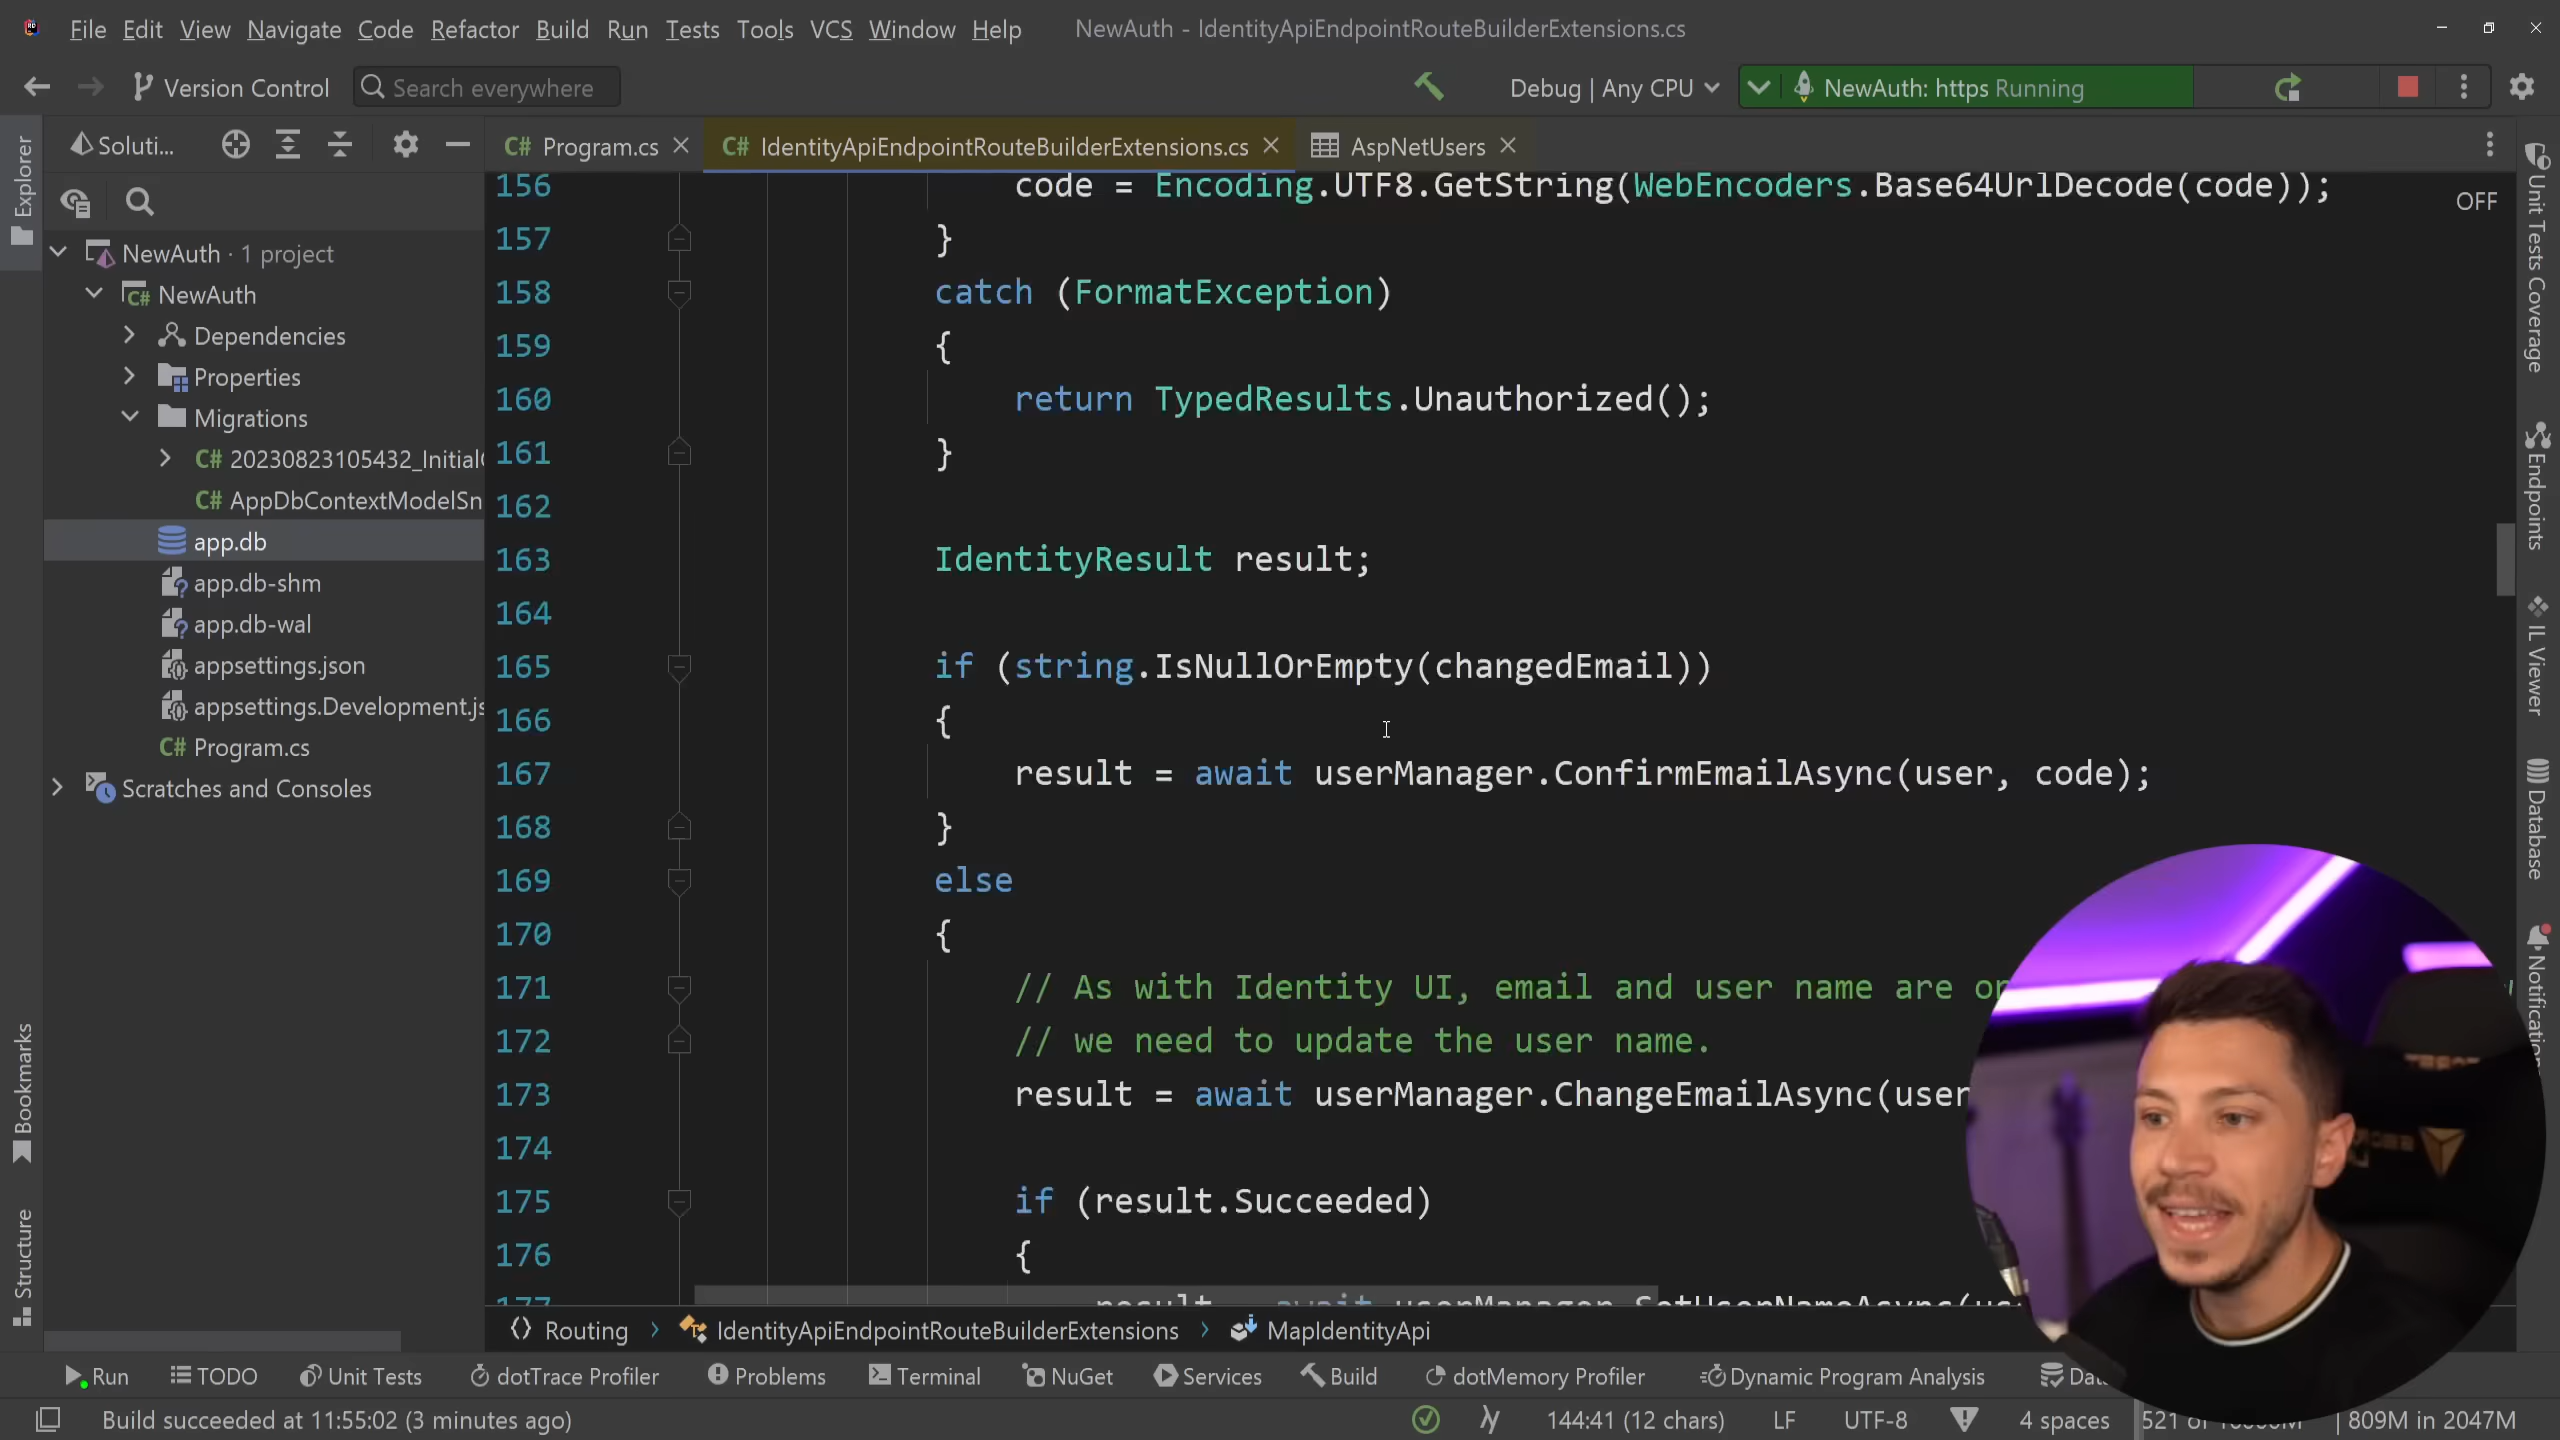 File Edit View Navigate Code Refactor Build Run Tests Tools VCS Window Help
NewAuth - IdentityApiEndpointRouteBuilderExtensions.cs
Version Control
Search everywhere
Debug | Any CPU
NewAuth: https Running
Explorer
Soluti...
Program.cs
IdentityApiEndpointRouteBuilderExtensions.cs
AspNetUsers
NewAuth · 1 project
NewAuth
Dependencies
Properties
Migrations
20230823105432_Initial
AppDbContextModelSn
app.db
app.db-shm
app.db-wal
appsettings.json
appsettings.Development.js
Program.cs
Scratches and Consoles
Bookmarks
Structure
OFF
156 code = Encoding.UTF8.GetString(WebEncoders.Base64UrlDecode(code));
157 }
158 catch (FormatException)
159 {
160 return TypedResults.Unauthorized();
161 }
162
163 IdentityResult result;
164
165 if (string.IsNullOrEmpty(changedEmail))
166 {
167 result = await userManager.ConfirmEmailAsync(user, code);
168 }
169 else
170 {
171 // As with Identity UI, email and user name are on
172 // we need to update the user name.
173 result = await userManager.ChangeEmailAsync(user
174
175 if (result.Succeeded)
176 {
177 result = await userManager.SetUserNameAsync(us
Unit Tests Coverage
Endpoints
IL Viewer
Database
Notification
Routing > IdentityApiEndpointRouteBuilderExtensions > MapIdentityApi
Run TODO Unit Tests dotTrace Profiler Problems Terminal NuGet Services Build dotMemory Profiler Dynamic Program Analysis
Build succeeded at 11:55:02 (3 minutes ago)
144:41 (12 chars) LF UTF-8 4 spaces 809M in 2047M